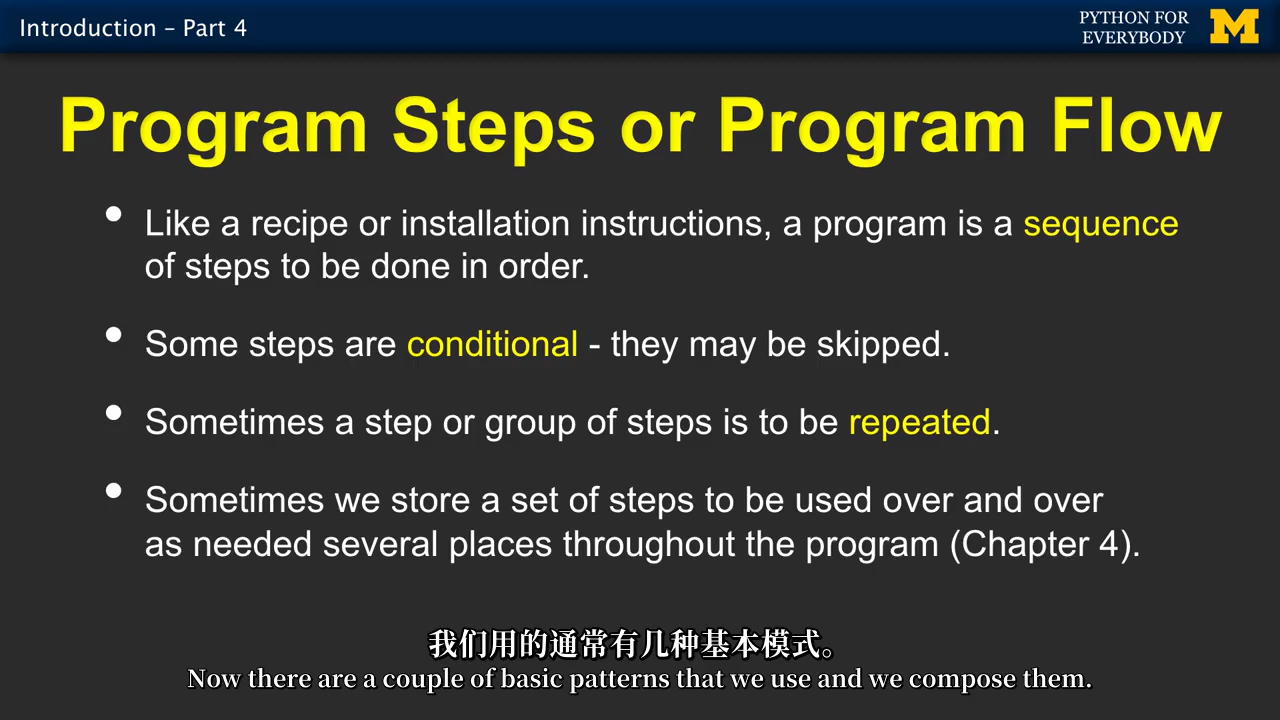 Introduction – Part 4
PYTHON FOR
EVERYBODY
Program Steps or Program Flow
• Like a recipe or installation instructions, a program is a sequence
of steps to be done in order.
• Some steps are conditional - they may be skipped.
• Sometimes a step or group of steps is to be repeated.
• Sometimes we store a set of steps to be used over and over
as needed several places throughout the program (Chapter 4).
我们用的通常有几种基本模式。
Now there are a couple of basic patterns that we use and we compose them.